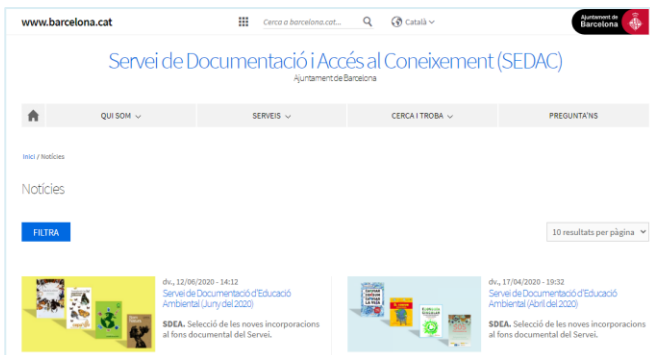 www.barcelona.cat
Cerca a barcelona.cat...
Català
Ajuntament de
Barcelona
Servei de Documentació i Accés al Coneixement (SEDAC)
Ajuntament de Barcelona
QUI SOM
SERVEIS
CERCA I TROBA
PREGUNTA'NS
Inici / Notícies
Notícies
FILTRA
10 resultats per pàgina
dv., 12/06/2020 - 14:12
Servei de Documentació d'Educació
Ambiental (Juny del 2020)
SDEA. Selecció de les noves incorporacions
al fons documental del Servei.
dv., 17/04/2020 - 19:32
Servei de Documentació d'Educació
Ambiental (Abril del 2020)
SDEA. Selecció de les noves incorporacions
al fons documental del Servei.